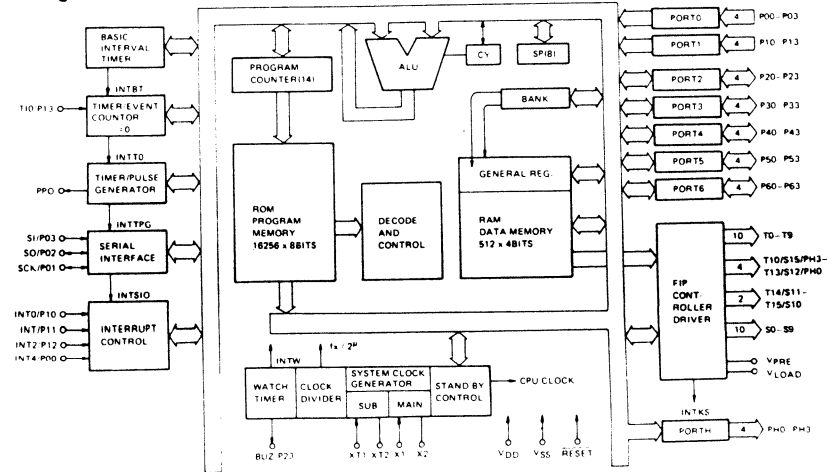 BASIC
INTERVAL
TIMER
INTBT
TI0/P13
TIMER/EVENT
COUNTOR
=0
INTT0
PPO
TIMER/PULSE
GENERATOR
INTTPG
SI/P03
SO/P02
SCK/P01
SERIAL
INTERFACE
INTSIO
INT0/P10
INT/P11
INT2/P12
INT4/P00
INTERRUPT
CONTROL
PROGRAM
COUNTER(14)
ALU
CY
SP(8)
BANK
GENERAL REG.
ROM
PROGRAM
MEMORY
16256 x 8BITS
DECODE
AND
CONTROL
RAM
DATA MEMORY
512 x 4BITS
INTW
fx / 2
WATCH
TIMER
CLOCK
DIVIDER
SYSTEM CLOCK
GENERATOR
SUB
MAIN
STAND BY
CONTROL
CPU CLOCK
BUZ/P23
XT1
XT2
X1
X2
VDD
VSS
RESET
PORT0 4 P00-P03
PORT1 4 P10-P13
PORT2 4 P20-P23
PORT3 4 P30 P33
PORT4 4 P40 P43
PORT5 4 P50 P53
PORT6 4 P60-P63
FIP
CONT-
ROLLER
DRIVER
10 T0-T9
4 T10/S15/PH3-
T13/S12/PH0
2 T14/S11-
T15/S10
10 S0-S9
VPRE
VLOAD
INTKS
PORTH 4 PH0 PH3